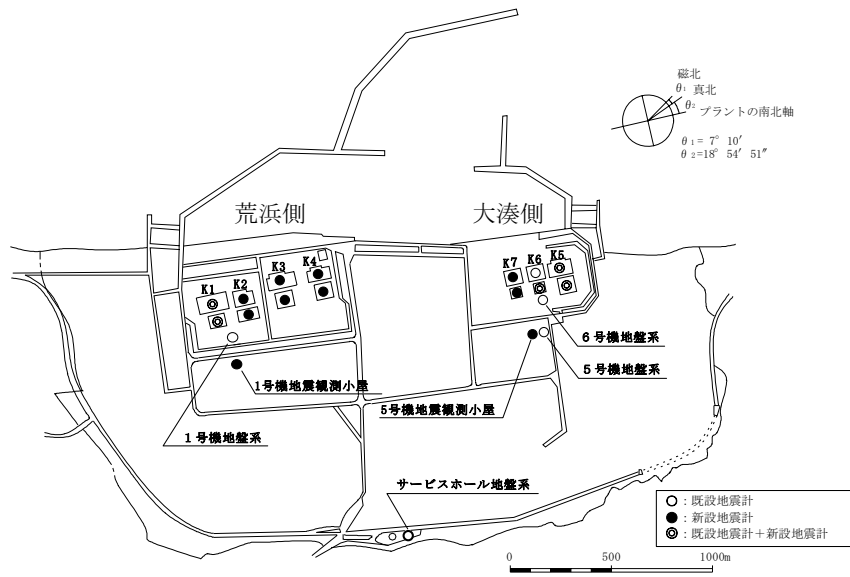 磁北
θ1 真北
θ2 プラントの南北軸
θ1 = 7° 10′
θ2=18° 54′ 51″
荒浜側
大湊側
K1
K2
K3
K4
K7
K6
K5
6号機地盤系
5号機地盤系
1号機地震観測小屋
5号機地震観測小屋
1号機地盤系
サービスホール地盤系
○ : 既設地震計
● : 新設地震計
◎ : 既設地震計+新設地震計
0 500 1000m